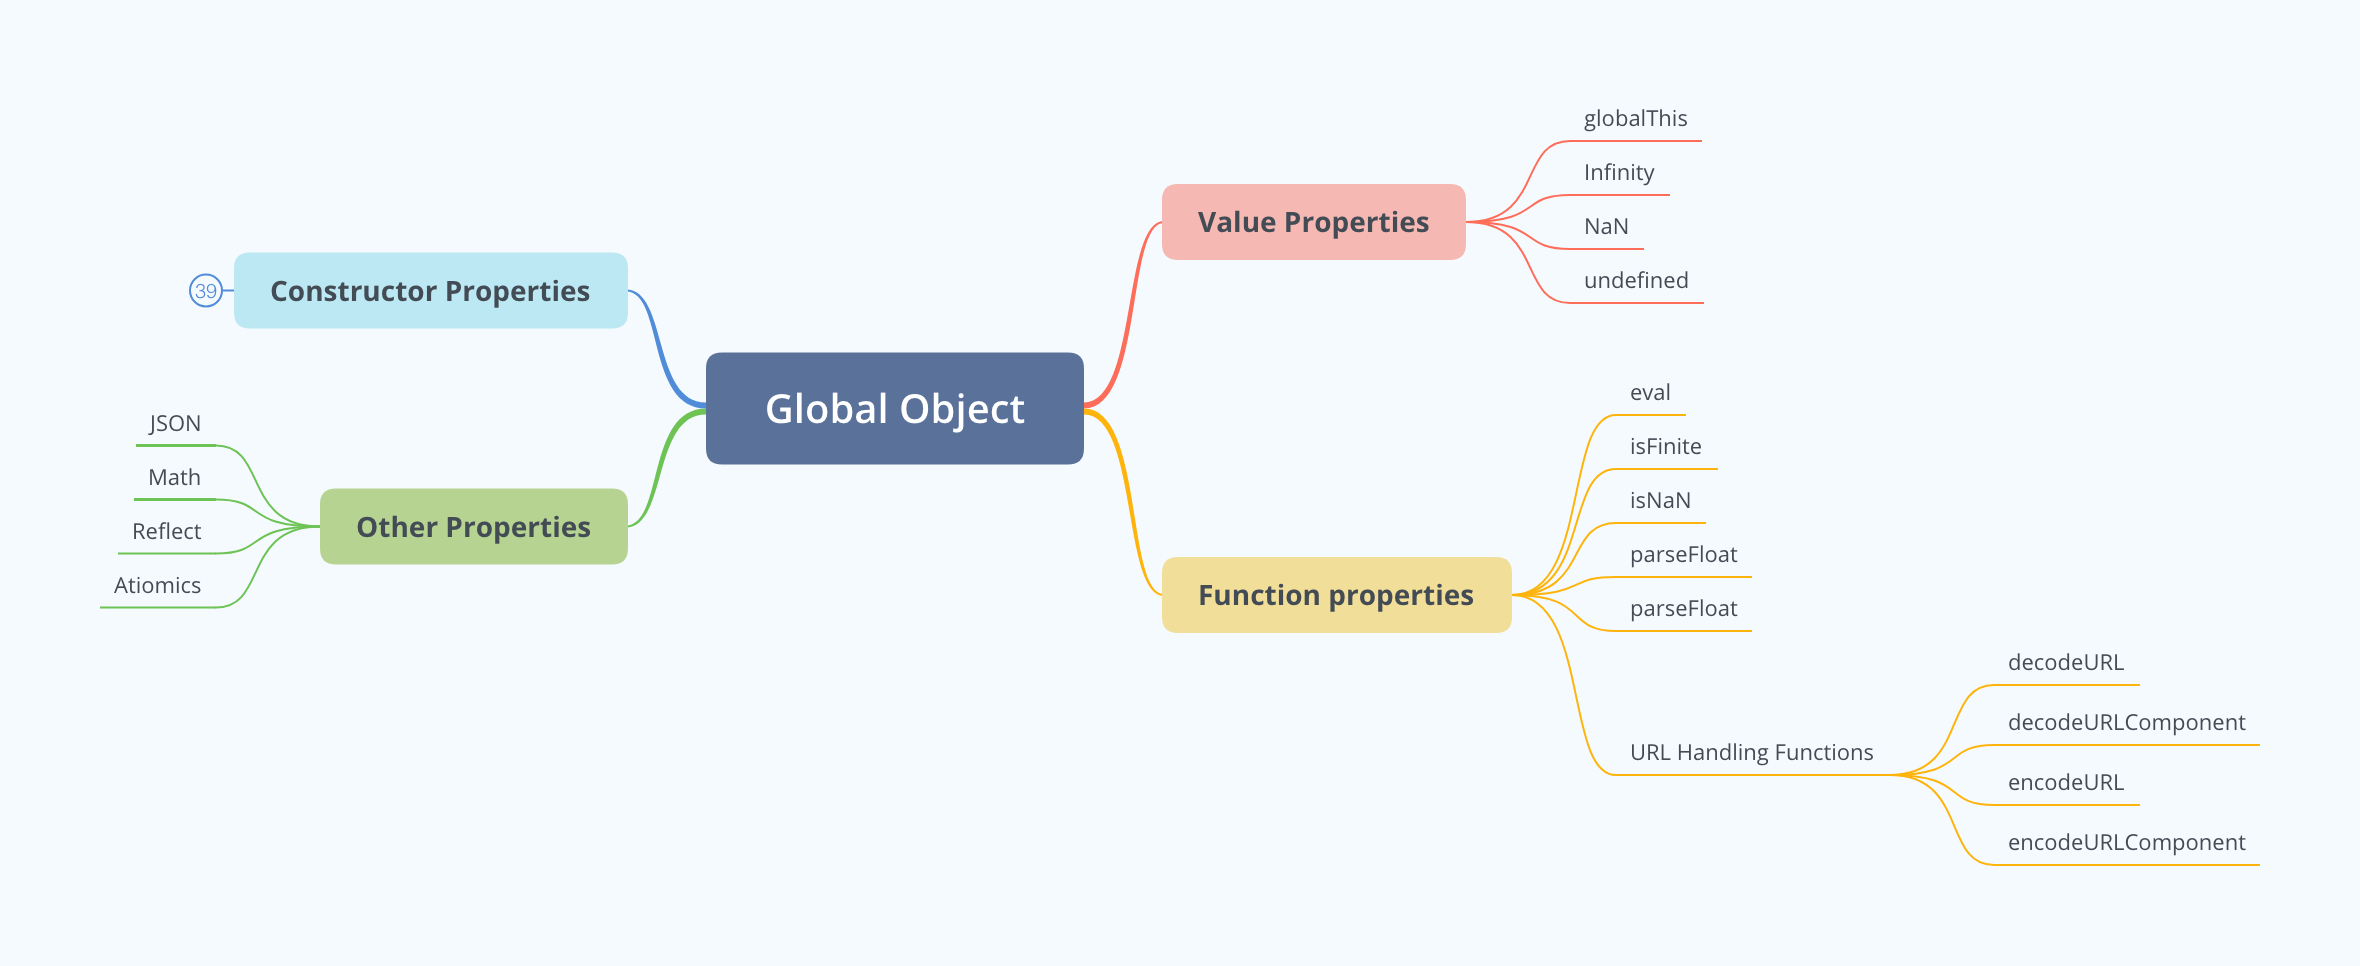 Global Object
Value Properties
globalThis
Infinity
NaN
undefined
Function properties
eval
isFinite
isNaN
parseFloat
parseFloat
URL Handling Functions
decodeURL
decodeURLComponent
encodeURL
encodeURLComponent
Constructor Properties
39
Other Properties
JSON
Math
Reflect
Atiomics